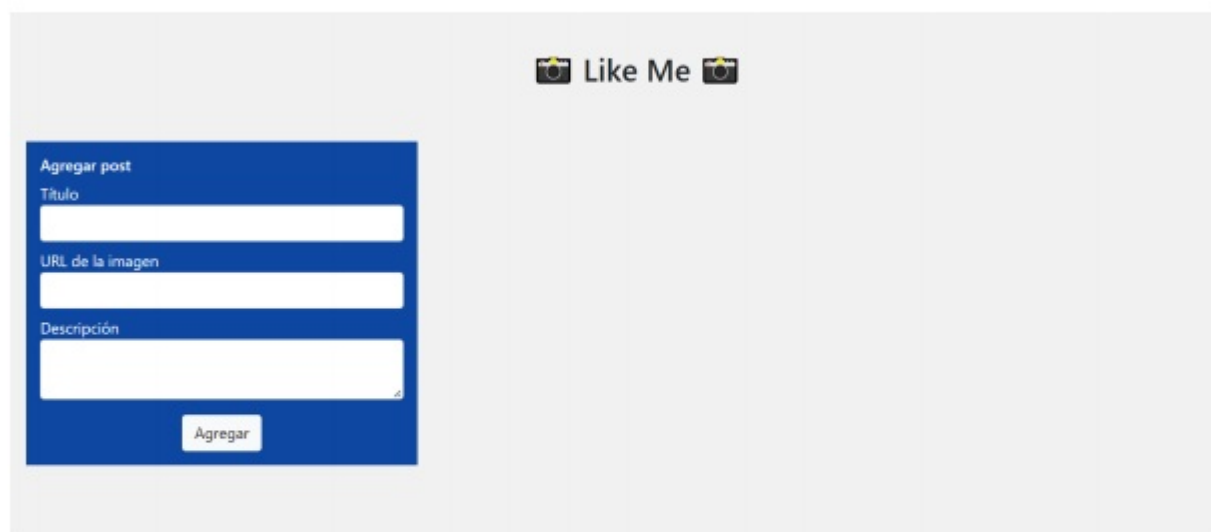 📷 Like Me 📷
Agregar post
Título
URL de la imagen
Descripción
Agregar